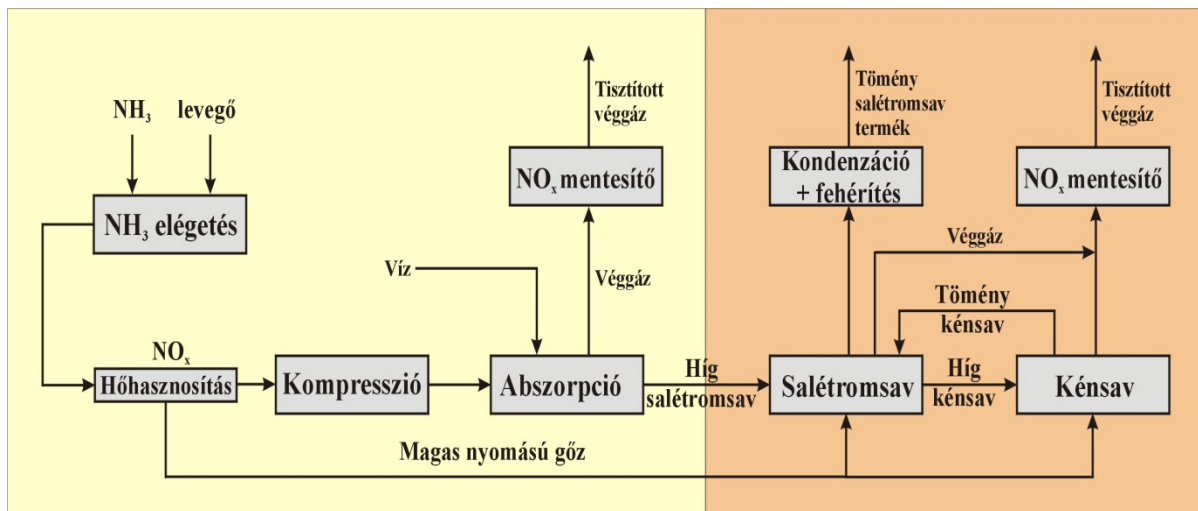 NH₃
levegő
NH₃ elégetés
NOₓ
Hőhasznosítás
Kompresszió
Víz
Abszorpció
Véggáz
NOₓ mentesítő
Tisztított
véggáz
Híg
salétromsav
Magas nyomású gőz
Tömény
salétromsav
termék
Kondenzáció
+ fehérítés
Salétromsav
Véggáz
Tömény
kénsav
Híg
kénsav
Kénsav
NOₓ mentesítő
Tisztított
véggáz